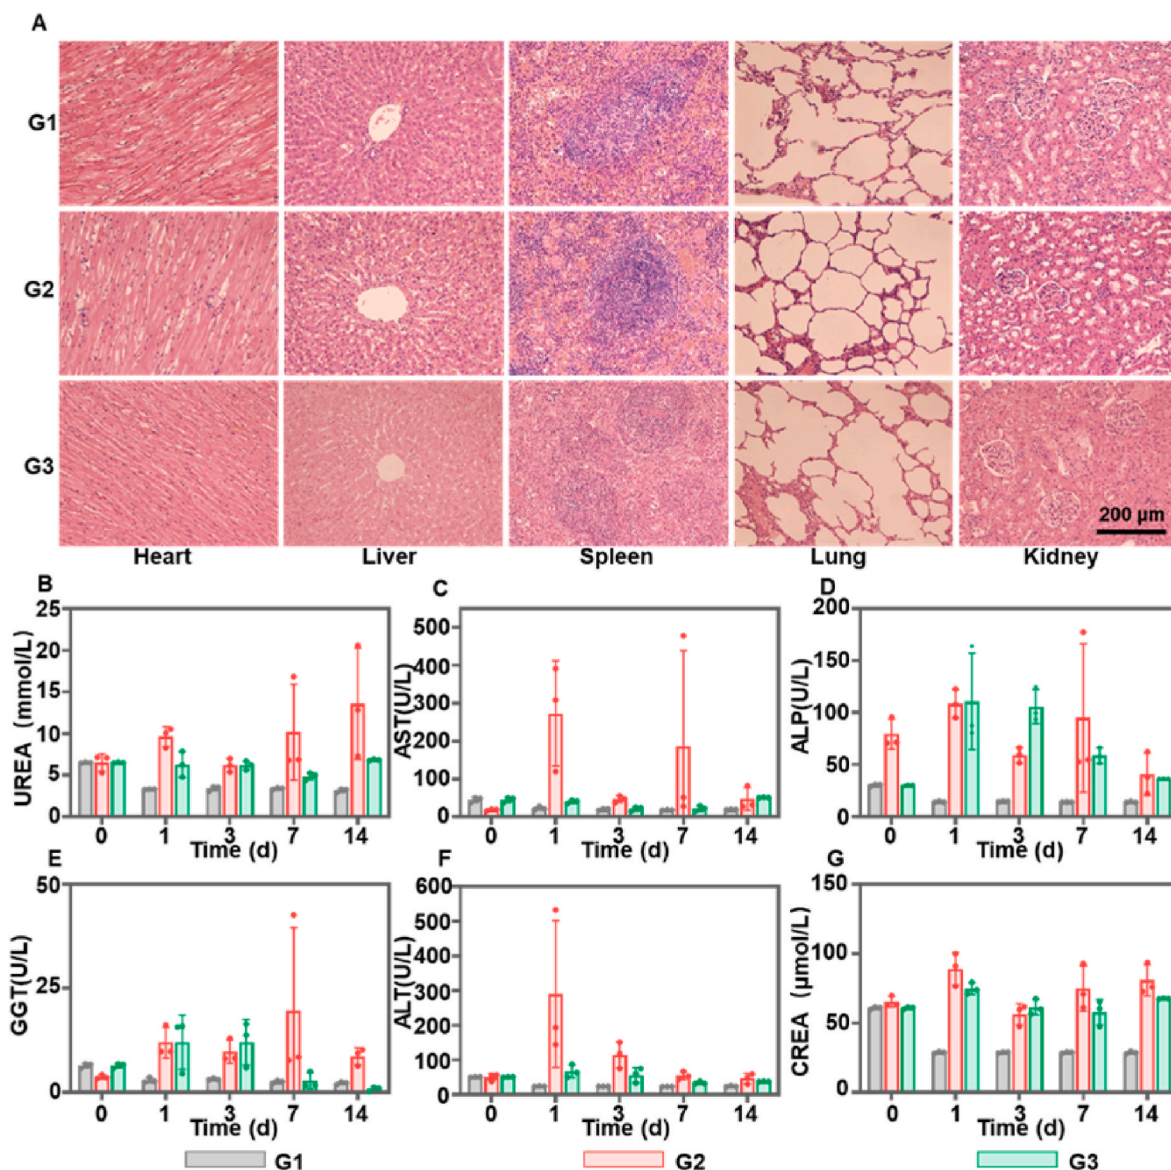 A
G1
G2
G3
200 µm
Heart Liver Spleen Lung Kidney
B
UREA (mmol/L)
25
20
15
10
5
0
0 1 3 7 14
Time (d)
C
AST(U/L)
500
400
300
200
100
0
0 1 3 7 14
Time (d)
D
ALP(U/L)
200
150
100
50
0
0 1 3 7 14
Time (d)
E
GGT(U/L)
50
25
0
0 1 3 7 14
Time (d)
F
ALT(U/L)
600
500
400
300
200
100
0
0 1 3 7 14
Time (d)
G
CREA (µmol/L)
150
100
50
0
0 1 3 7 14
Time (d)
G1 G2 G3